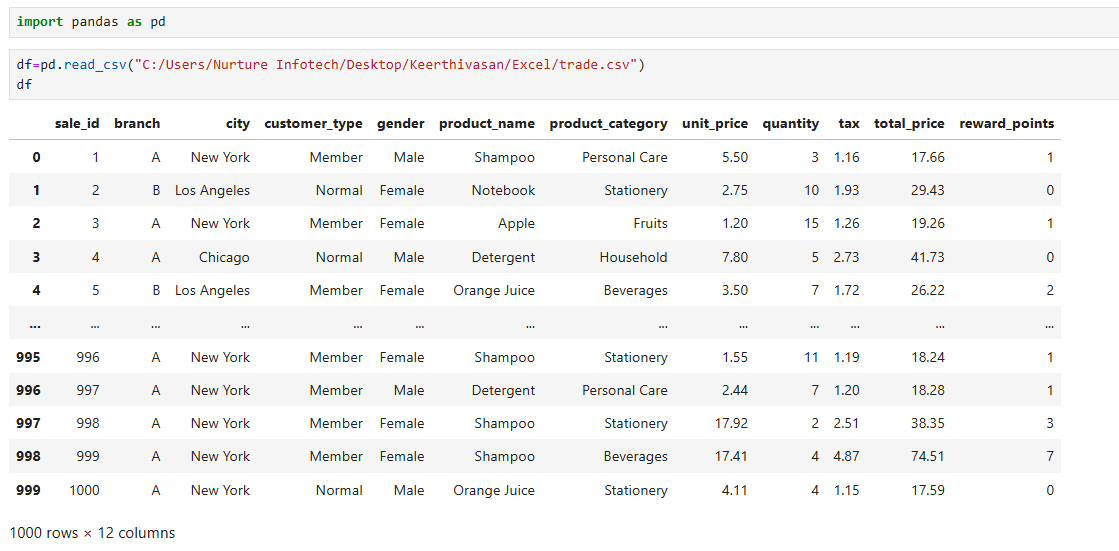 import pandas as pd
df=pd.read_csv("C:/Users/Nurture Infotech/Desktop/Keerthivasan/Excel/trade.csv")
df
sale_id branch city customer_type gender product_name product_category unit_price quantity tax total_price reward_points
0 1 A New York Member Male Shampoo Personal Care 5.50 3 1.16 17.66 1
1 2 B Los Angeles Normal Female Notebook Stationery 2.75 10 1.93 29.43 0
2 3 A New York Member Female Apple Fruits 1.20 15 1.26 19.26 1
3 4 A Chicago Normal Male Detergent Household 7.80 5 2.73 41.73 0
4 5 B Los Angeles Member Female Orange Juice Beverages 3.50 7 1.72 26.22 2
... ... ... ... ... ... ... ... ... ... ... ... ...
995 996 A New York Member Female Shampoo Stationery 1.55 11 1.19 18.24 1
996 997 A New York Member Male Detergent Personal Care 2.44 7 1.20 18.28 1
997 998 A New York Member Female Shampoo Stationery 17.92 2 2.51 38.35 3
998 999 A New York Member Female Shampoo Beverages 17.41 4 4.87 74.51 7
999 1000 A New York Normal Male Orange Juice Stationery 4.11 4 1.15 17.59 0
1000 rows × 12 columns